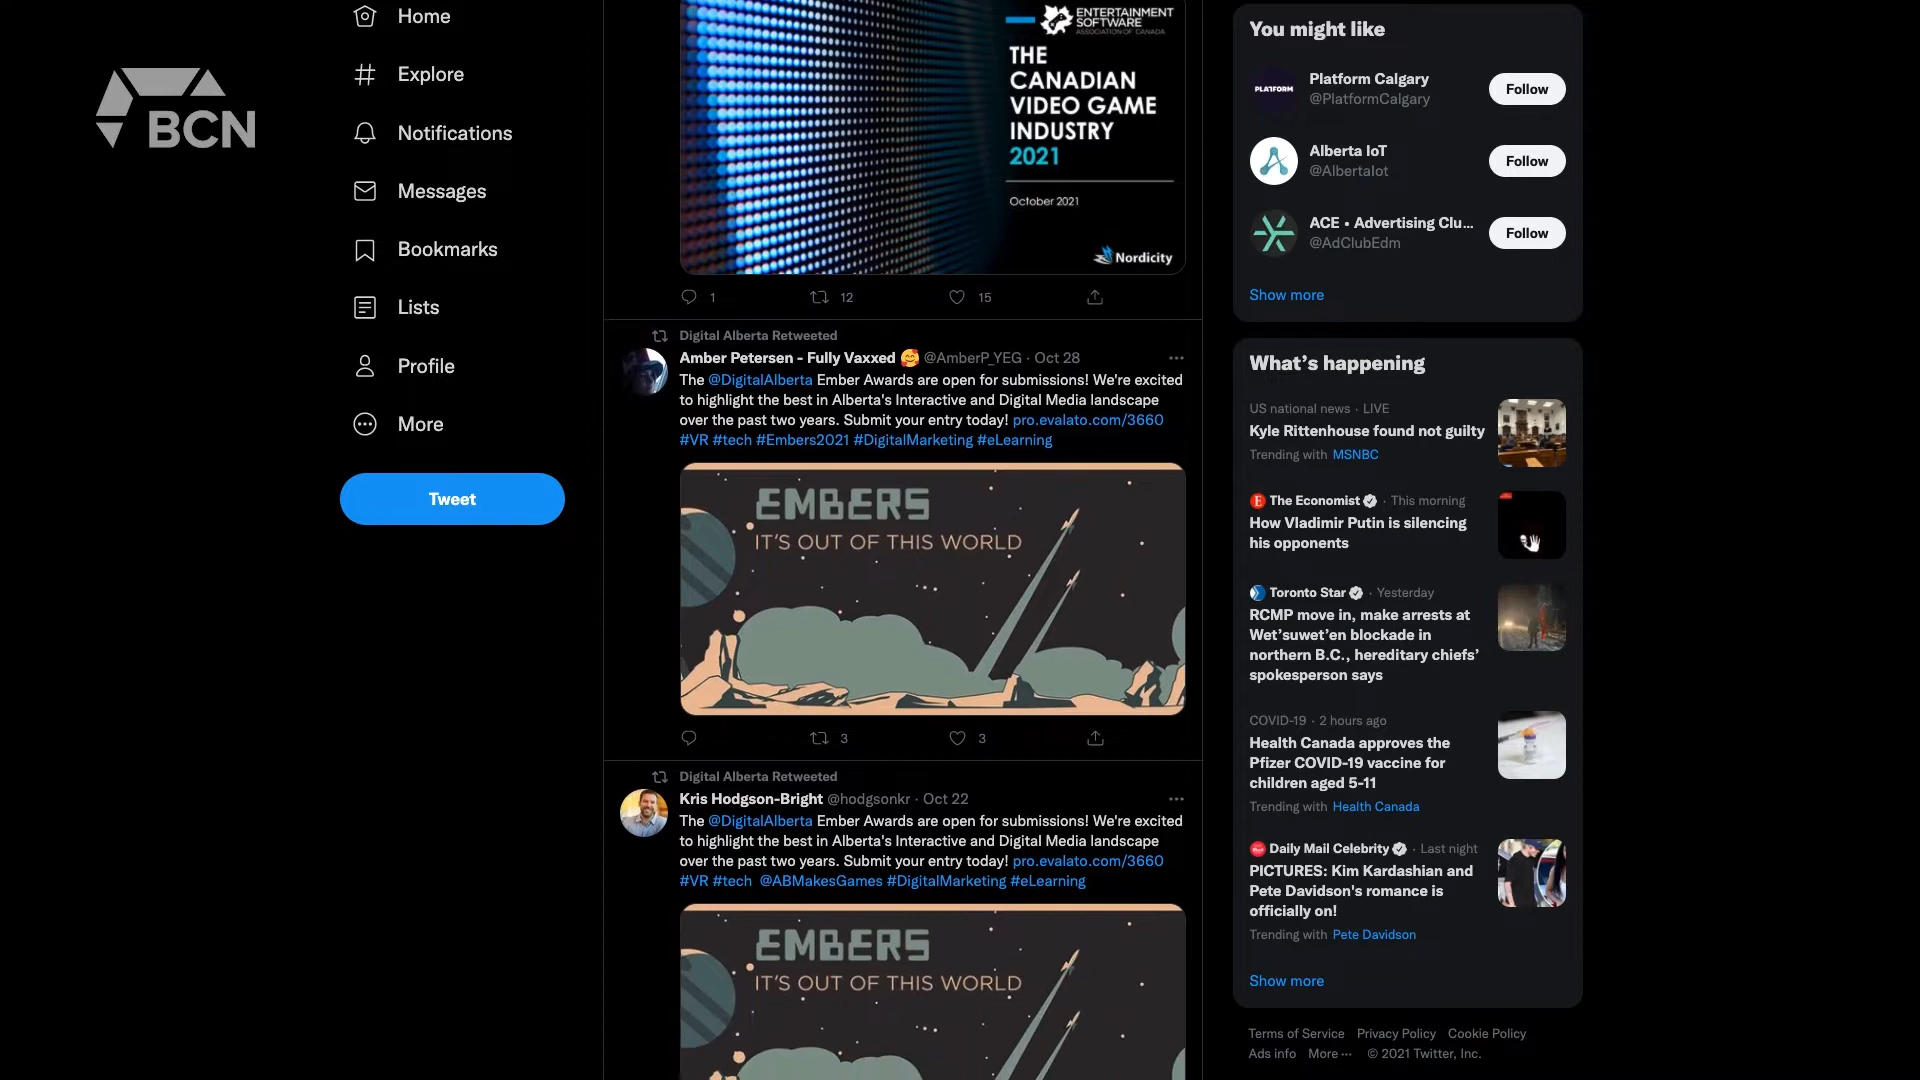 BCN
Home
Explore
Notifications
Messages
Bookmarks
Lists
Profile
More
Tweet
ENTERTAINMENT
SOFTWARE
ASSOCIATION OF CANADA
THE
CANADIAN
VIDEO GAME
INDUSTRY
2021
October 2021
Nordicity
1 12 15
Digital Alberta Retweeted
Amber Petersen - Fully Vaxxed 🥰 @AmberP_YEG · Oct 28
The @DigitalAlberta Ember Awards are open for submissions! We're excited
to highlight the best in Alberta's Interactive and Digital Media landscape
over the past two years. Submit your entry today! pro.evalato.com/3660
#VR #tech #Embers2021 #DigitalMarketing #eLearning
EMBERS
IT'S OUT OF THIS WORLD
3 3
Digital Alberta Retweeted
Kris Hodgson-Bright @hodgsonkr · Oct 22
The @DigitalAlberta Ember Awards are open for submissions! We're excited
to highlight the best in Alberta's Interactive and Digital Media landscape
over the past two years. Submit your entry today! pro.evalato.com/3660
#VR #tech @ABMakesGames #DigitalMarketing #eLearning
EMBERS
IT'S OUT OF THIS WORLD
You might like
PLATFORM
Platform Calgary
@PlatformCalgary
Follow
Alberta IoT
@AlbertaIot
Follow
ACE • Advertising Clu...
@AdClubEdm
Follow
Show more
What's happening
US national news · LIVE
Kyle Rittenhouse found not guilty
Trending with MSNBC
The Economist · This morning
How Vladimir Putin is silencing
his opponents
Toronto Star · Yesterday
RCMP move in, make arrests at
Wet'suwet'en blockade in
northern B.C., hereditary chiefs'
spokesperson says
COVID-19 · 2 hours ago
Health Canada approves the
Pfizer COVID-19 vaccine for
children aged 5-11
Trending with Health Canada
Daily Mail Celebrity · Last night
PICTURES: Kim Kardashian and
Pete Davidson's romance is
officially on!
Trending with Pete Davidson
Show more
Terms of Service Privacy Policy Cookie Policy
Ads info More ··· © 2021 Twitter, Inc.